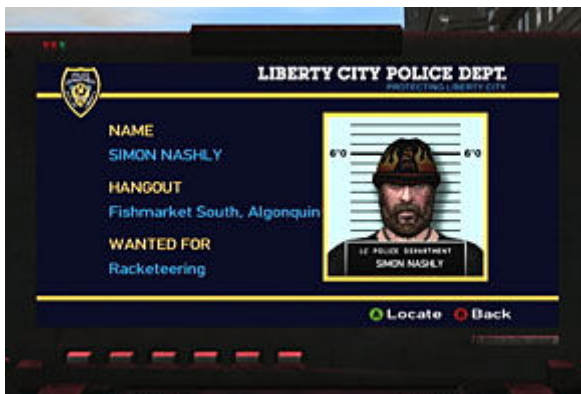 LIBERTY CITY POLICE DEPT.
PROTECTING LIBERTY CITY
NAME
SIMON NASHLY
HANGOUT
Fishmarket South, Algonquin
WANTED FOR
Racketeering
6'0 6'0
LC POLICE DEPARTMENT
SIMON NASHLY
A Locate B Back